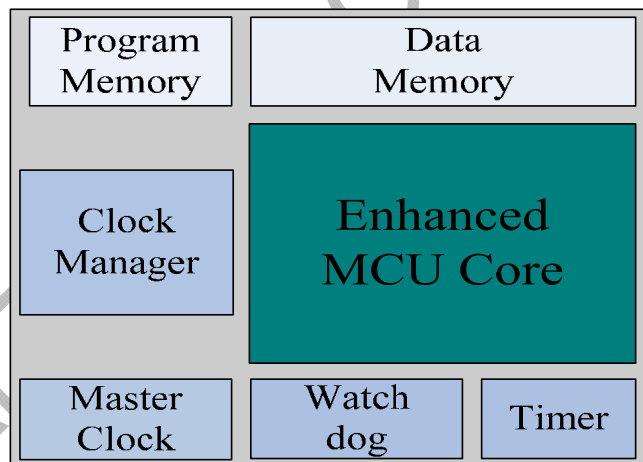 Program
Memory
Data
Memory
Clock
Manager
Enhanced
MCU Core
Master
Clock
Watch
dog
Timer